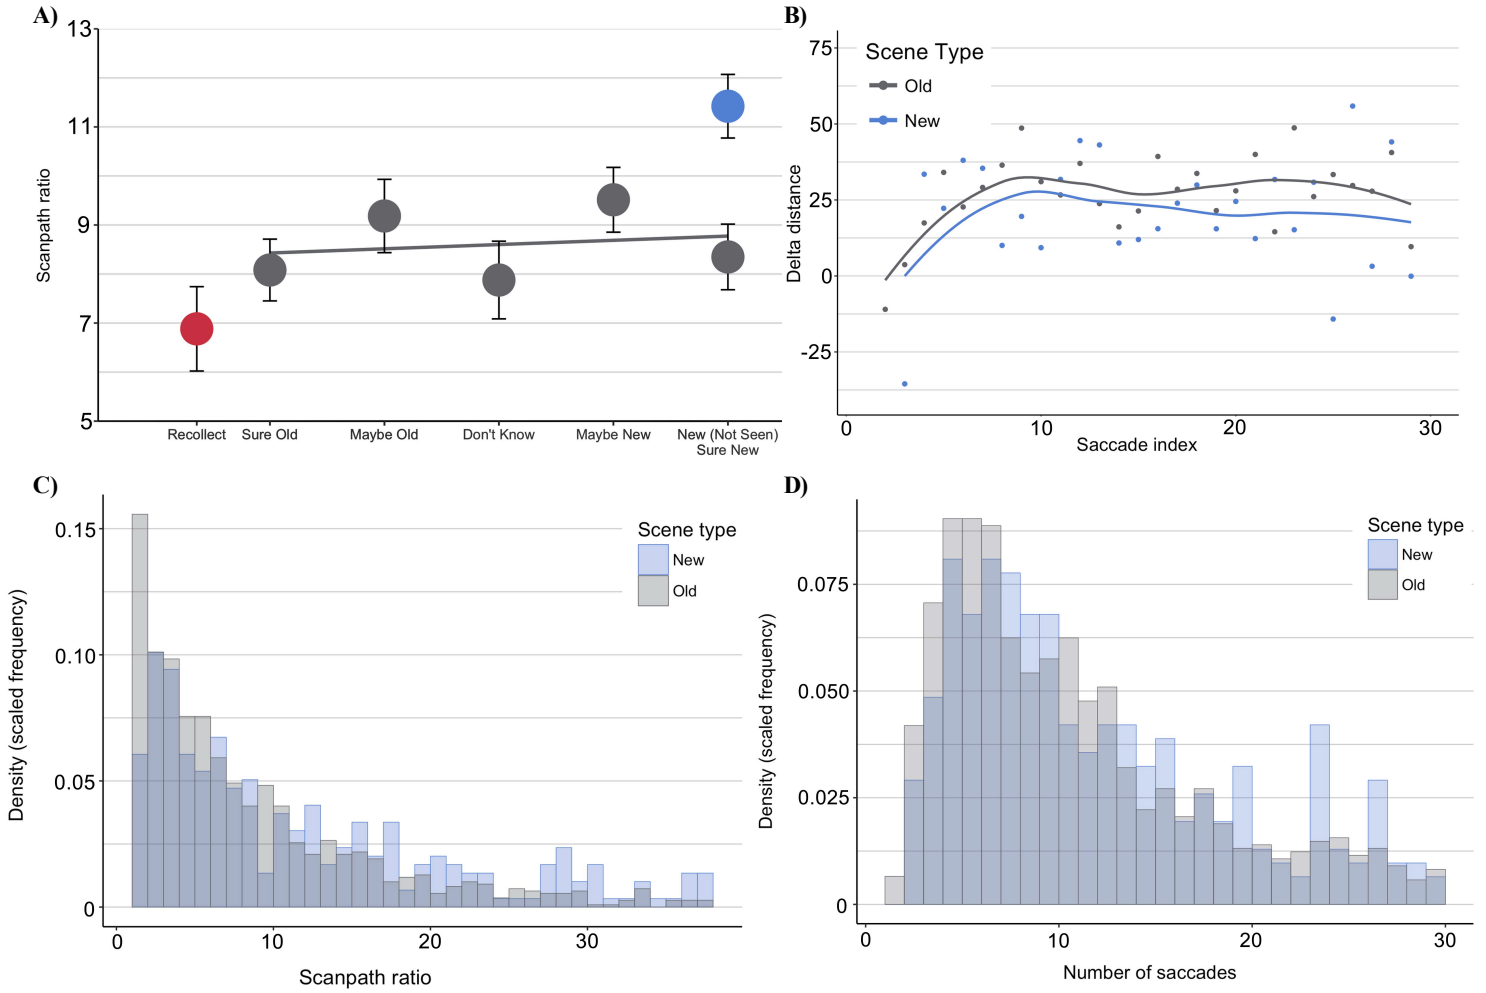 A)
13
11
9
7
5
Scanpath ratio
Recollect
Sure Old
Maybe Old
Don't Know
Maybe New
New (Not Seen)
Sure New
B)
75
50
25
0
-25
Delta distance
Scene Type
Old
New
0
10
20
30
Saccade index
C)
0.15
0.10
0.05
0
Density (scaled frequency)
Scene type
New
Old
0
10
20
30
Scanpath ratio
D)
0.075
0.050
0.025
0
Density (scaled frequency)
Scene type
New
Old
0
10
20
30
Number of saccades